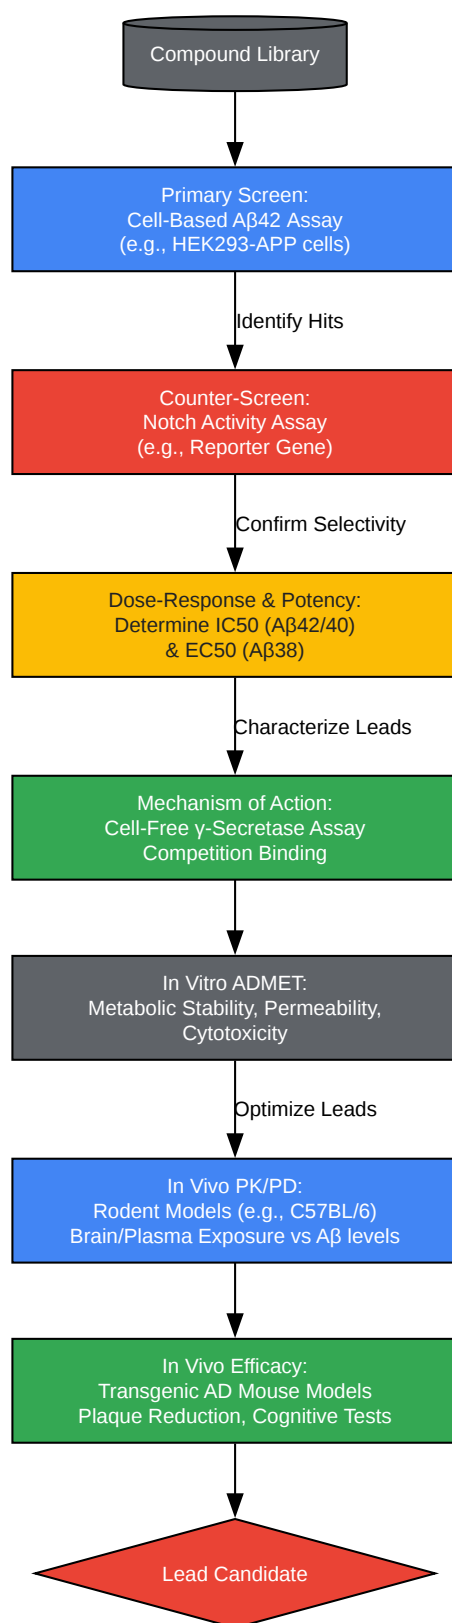 Compound Library
Primary Screen:
Cell-Based Aβ42 Assay
(e.g., HEK293-APP cells)
Identify Hits
Counter-Screen:
Notch Activity Assay
(e.g., Reporter Gene)
Confirm Selectivity
Dose-Response & Potency:
Determine IC50 (Aβ42/40)
& EC50 (Aβ38)
Characterize Leads
Mechanism of Action:
Cell-Free γ-Secretase Assay
Competition Binding
In Vitro ADMET:
Metabolic Stability, Permeability,
Cytotoxicity
Optimize Leads
In Vivo PK/PD:
Rodent Models (e.g., C57BL/6)
Brain/Plasma Exposure vs Aβ levels
In Vivo Efficacy:
Transgenic AD Mouse Models
Plaque Reduction, Cognitive Tests
Lead Candidate